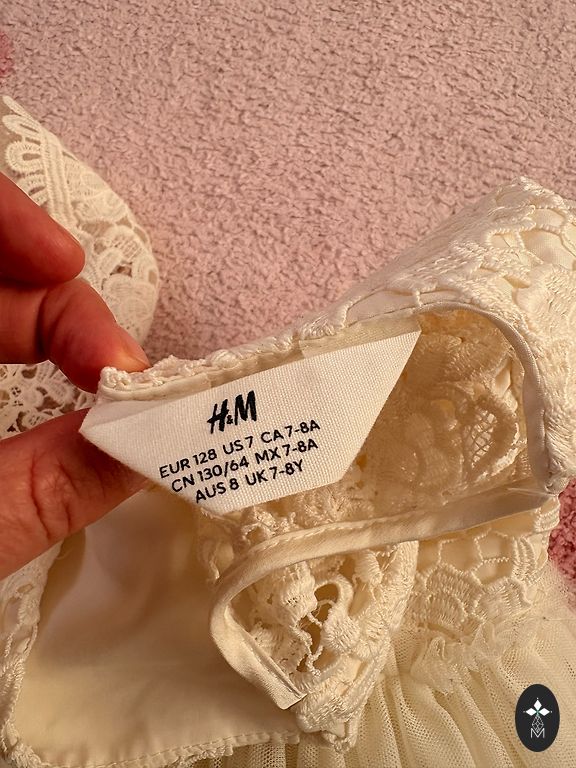 H&M
EUR 128 US 7 CA 7-8A
CN 130/64 MX 7-8A
AUS 8 UK 7-8Y
M